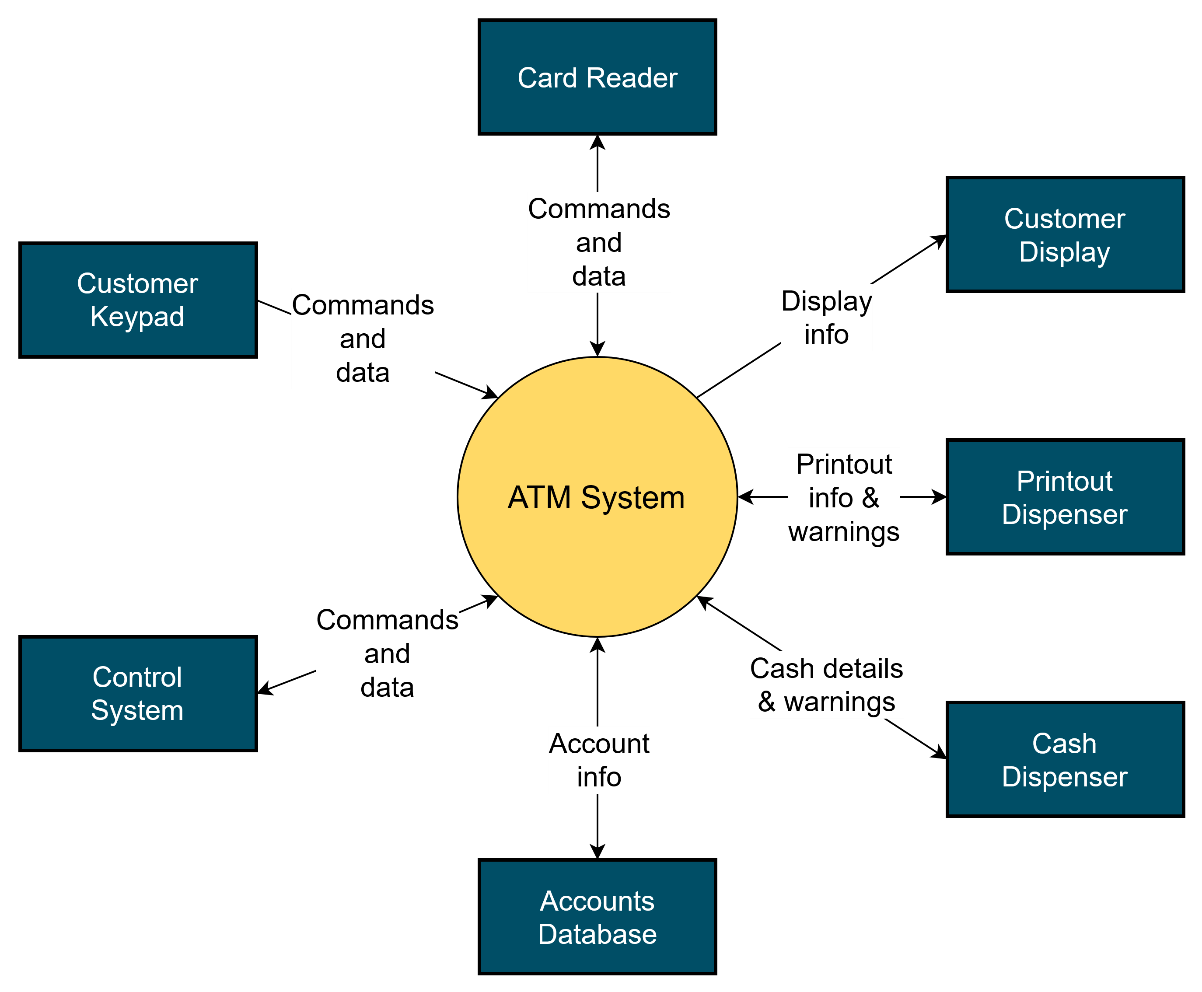 Card Reader
Commands
and
data
Customer
Display
Customer
Keypad
Commands
and
data
Display
info
ATM System
Printout
info &
warnings
Printout
Dispenser
Commands
and
data
Control
System
Cash details
& warnings
Cash
Dispenser
Account
info
Accounts
Database